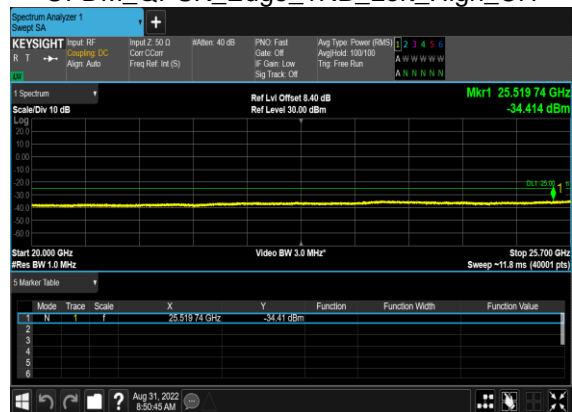 Spectrum Analyzer 1
Swept SA
+
KEYSIGHT Input: RF Input Z: 50 Ω #Atten: 40 dB PNO: Fast Avg Type: Power (RMS) 1 2 3 4 5 6
R T Coupling: DC Corr CCorr Gate: Off Avg|Hold: 100/100 A W W W W W
Align: Auto Freq Ref: Int (S) IF Gain: Low Trig: Free Run
LW Sig Track: Off A N N N N N
1 Spectrum Ref Lvl Offset 8.40 dB Mkr1 25.519 74 GHz
Scale/Div 10 dB Ref Level 30.00 dBm -34.414 dBm
Log
20.0
10.0
0.00
-10.0
-20.0
DL1 -25.00
1
-30.0
-40.0
-50.0
-60.0
Start 20.000 GHz Video BW 3.0 MHz* Stop 25.700 GHz
#Res BW 1.0 MHz Sweep ~11.8 ms (40001 pts)
5 Marker Table
Mode Trace Scale X Y Function Function Width Function Value
1 N 1 f 25.519 74 GHz -34.41 dBm
2
3
4
5
6
? Aug 31, 2022
8:50:45 AM